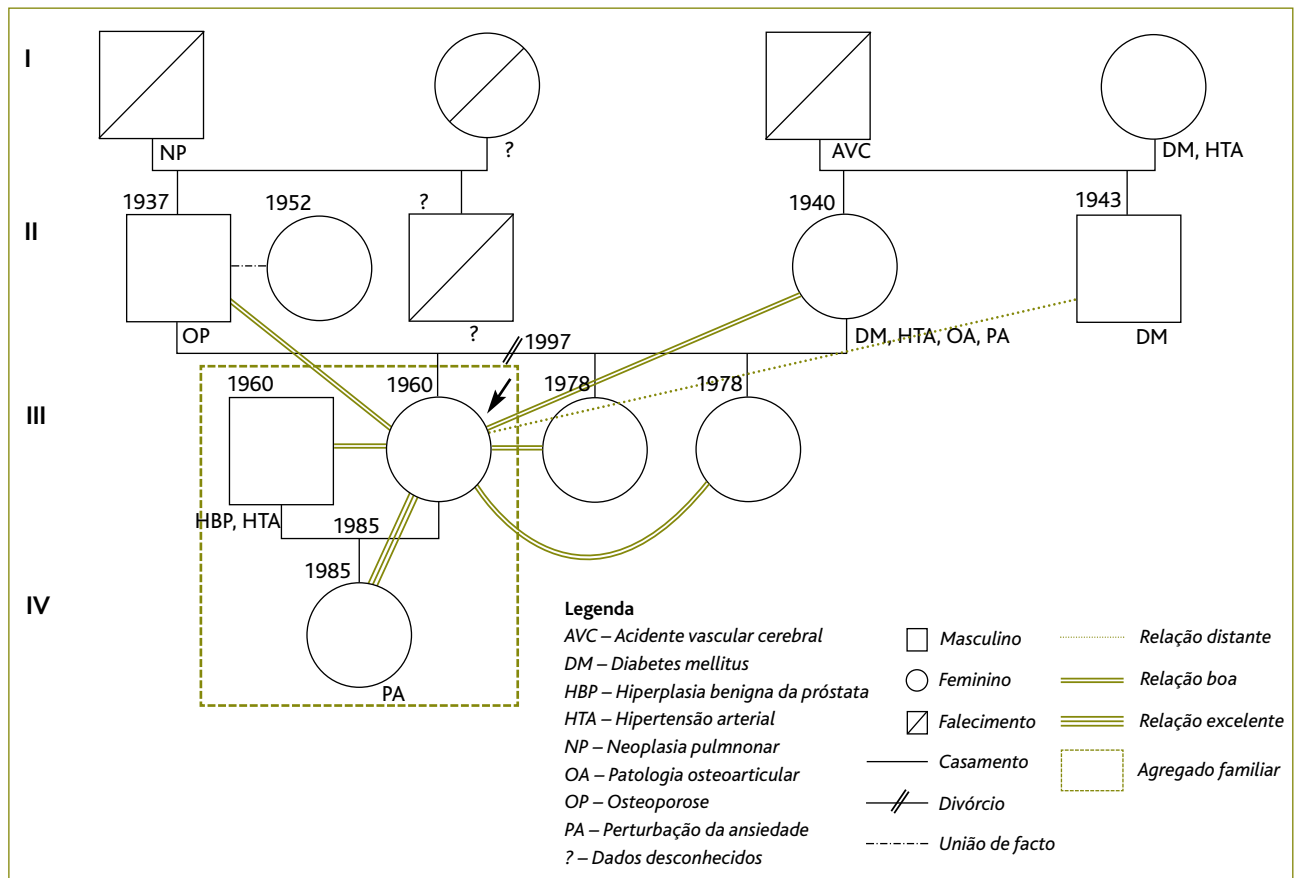 I
NP
?
AVC
DM, HTA
II
1937
1952
?
1940
1943
OP
?
1997
DM, HTA, OA, PA
DM
III
1960
1960
1978
1978
HBP, HTA
1985
1985
IV
PA
Legenda
AVC – Acidente vascular cerebral
DM – Diabetes mellitus
HBP – Hiperplasia benigna da próstata
HTA – Hipertensão arterial
NP – Neoplasia pulmnonar
OA – Patologia osteoarticular
OP – Osteoporose
PA – Perturbação da ansiedade
? – Dados desconhecidos
Masculino
Feminino
Falecimento
Casamento
Divórcio
União de facto
Relação distante
Relação boa
Relação excelente
Agregado familiar